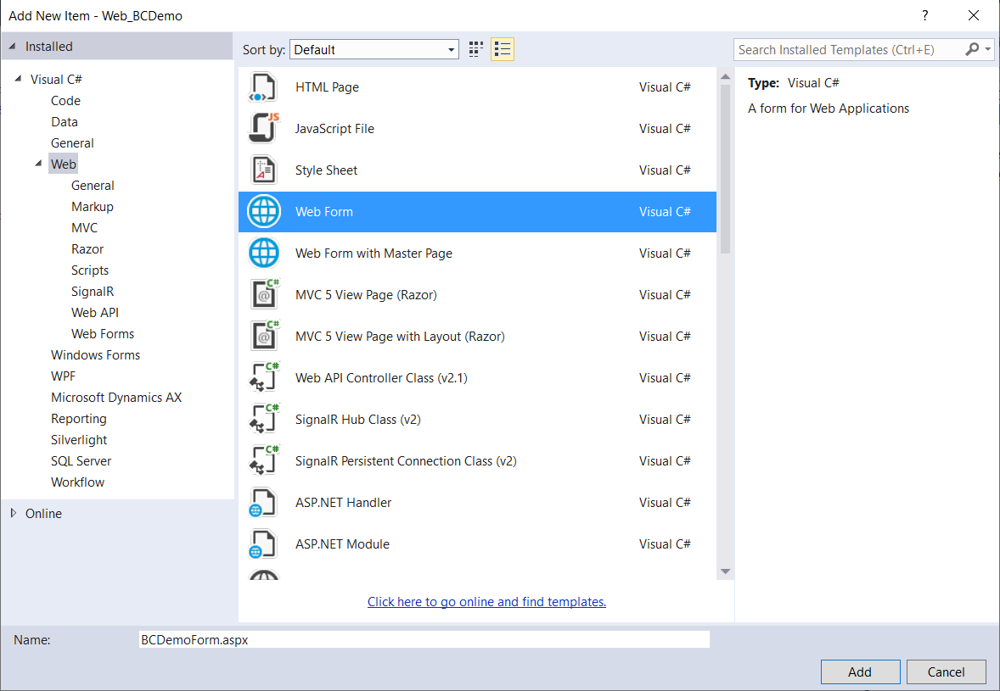 Add New Item - Web_BCDemo
?
Installed
Sort by: Default
Search Installed Templates (Ctrl+E)
Visual C#
Code
Data
General
Web
General
Markup
MVC
Razor
Scripts
SignalR
Web API
Web Forms
Windows Forms
WPF
Microsoft Dynamics AX
Reporting
Silverlight
SQL Server
Workflow
Online
HTML Page Visual C#
JS
JavaScript File Visual C#
A
Style Sheet Visual C#
Web Form Visual C#
Web Form with Master Page Visual C#
C#
@
MVC 5 View Page (Razor) Visual C#
C#
@
MVC 5 View Page with Layout (Razor) Visual C#
C#
Web API Controller Class (v2.1) Visual C#
C#
SignalR Hub Class (v2) Visual C#
C#
SignalR Persistent Connection Class (v2) Visual C#
ASP.NET Handler Visual C#
ASP.NET Module Visual C#
Click here to go online and find templates.
Type: Visual C#
A form for Web Applications
Name: BCDemoForm.aspx
Add
Cancel